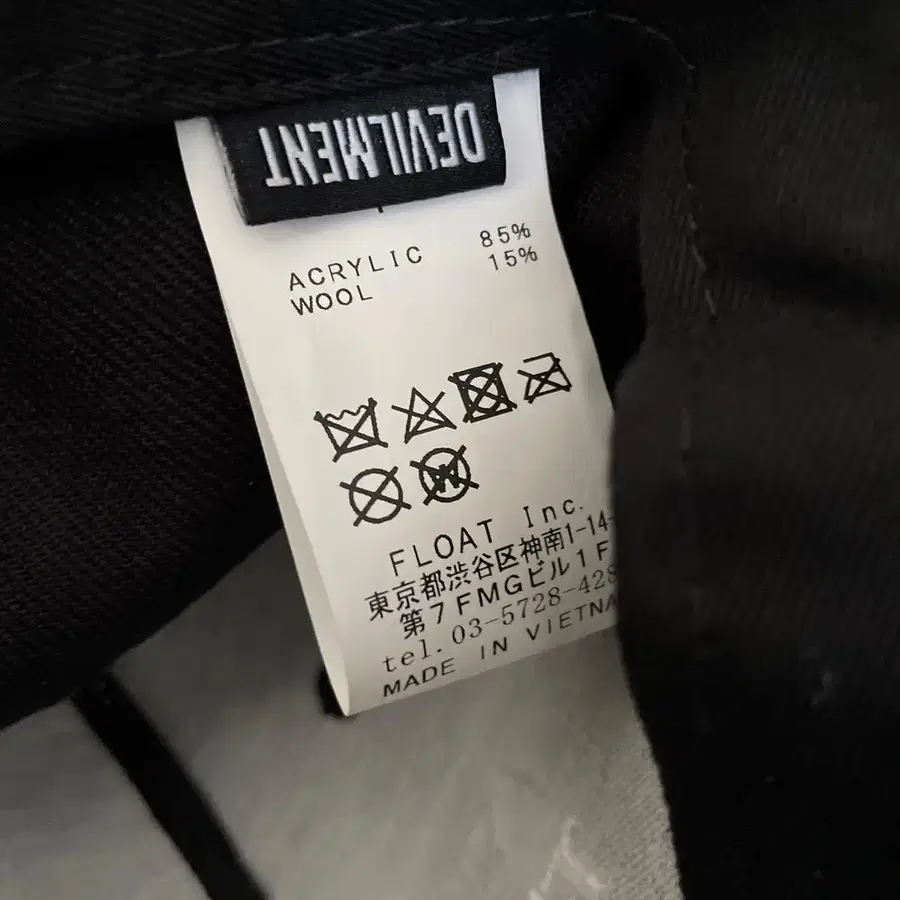 DEVILMENT
ACRYLIC 85%
WOOL 15%
W
FLOAT Inc.
東京都渋谷区神南1-14-
第7FMGビル1F
tel.03-5728-428
MADE IN VIETNA